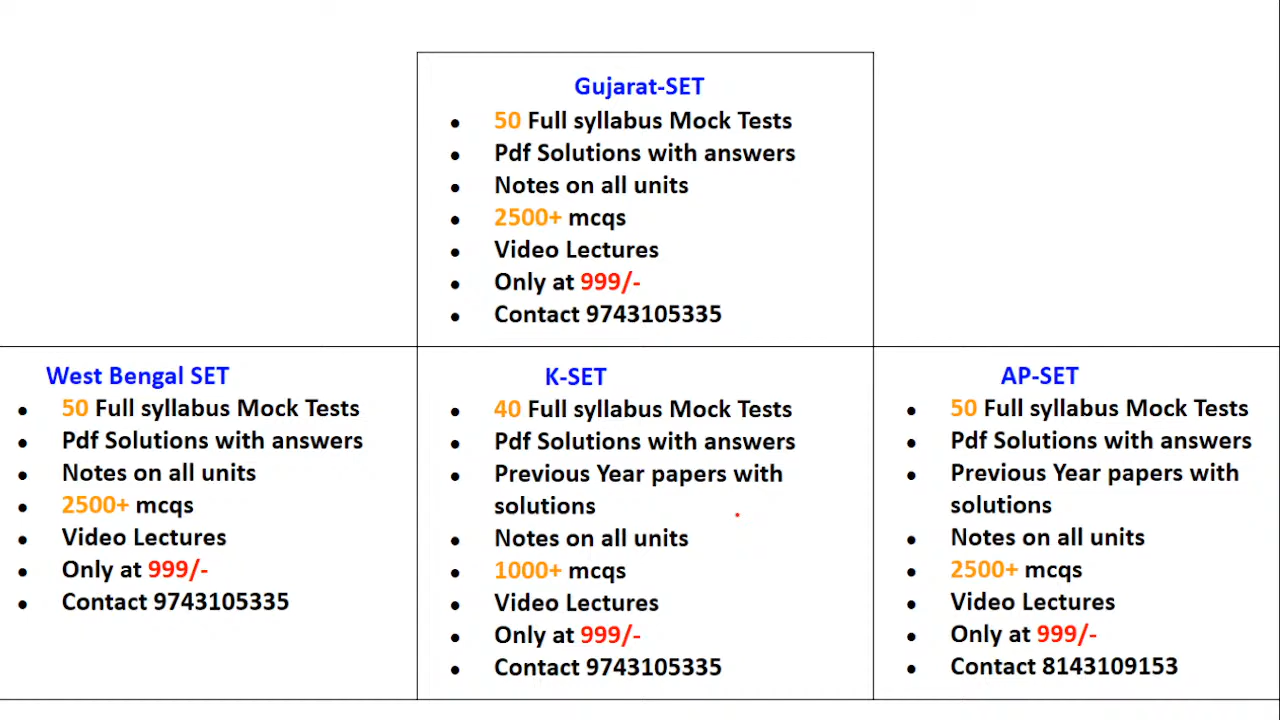 Gujarat-SET
• 50 Full syllabus Mock Tests
• Pdf Solutions with answers
• Notes on all units
• 2500+ mcqs
• Video Lectures
• Only at 999/-
• Contact 9743105335
West Bengal SET
• 50 Full syllabus Mock Tests
• Pdf Solutions with answers
• Notes on all units
• 2500+ mcqs
• Video Lectures
• Only at 999/-
• Contact 9743105335
K-SET
• 40 Full syllabus Mock Tests
• Pdf Solutions with answers
• Previous Year papers with
solutions
• Notes on all units
• 1000+ mcqs
• Video Lectures
• Only at 999/-
• Contact 9743105335
AP-SET
• 50 Full syllabus Mock Tests
• Pdf Solutions with answers
• Previous Year papers with
solutions
• Notes on all units
• 2500+ mcqs
• Video Lectures
• Only at 999/-
• Contact 8143109153